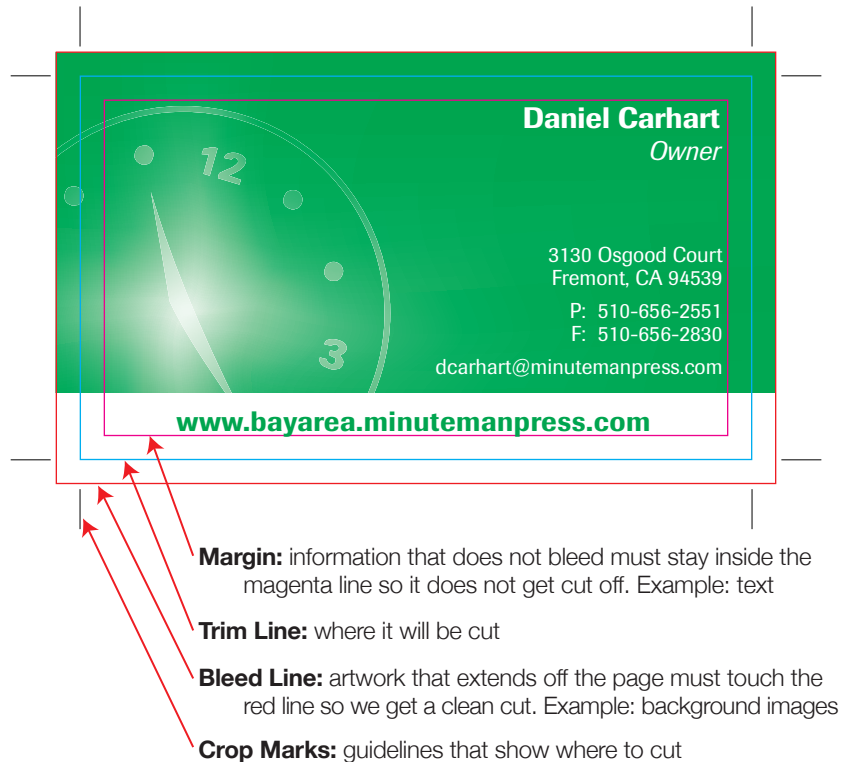 12
3
Daniel Carhart
Owner
3130 Osgood Court
Fremont, CA 94539
P: 510-656-2551
F: 510-656-2830
dcarhart@minutemanpress.com
www.bayarea.minutemanpress.com
Margin: information that does not bleed must stay inside the
magenta line so it does not get cut off. Example: text
Trim Line: where it will be cut
Bleed Line: artwork that extends off the page must touch the
red line so we get a clean cut. Example: background images
Crop Marks: guidelines that show where to cut